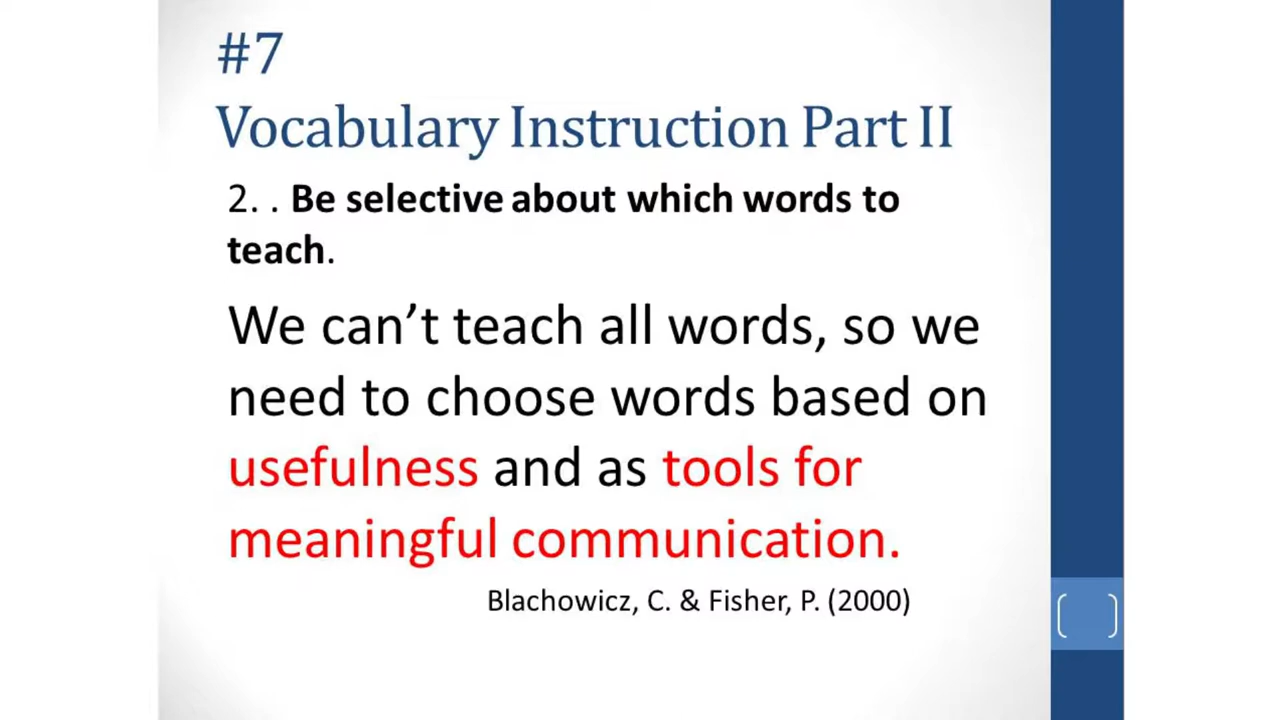 #7
Vocabulary Instruction Part II
2. . Be selective about which words to
teach.
We can’t teach all words, so we
need to choose words based on
usefulness and as tools for
meaningful communication.
Blachowicz, C. & Fisher, P. (2000)